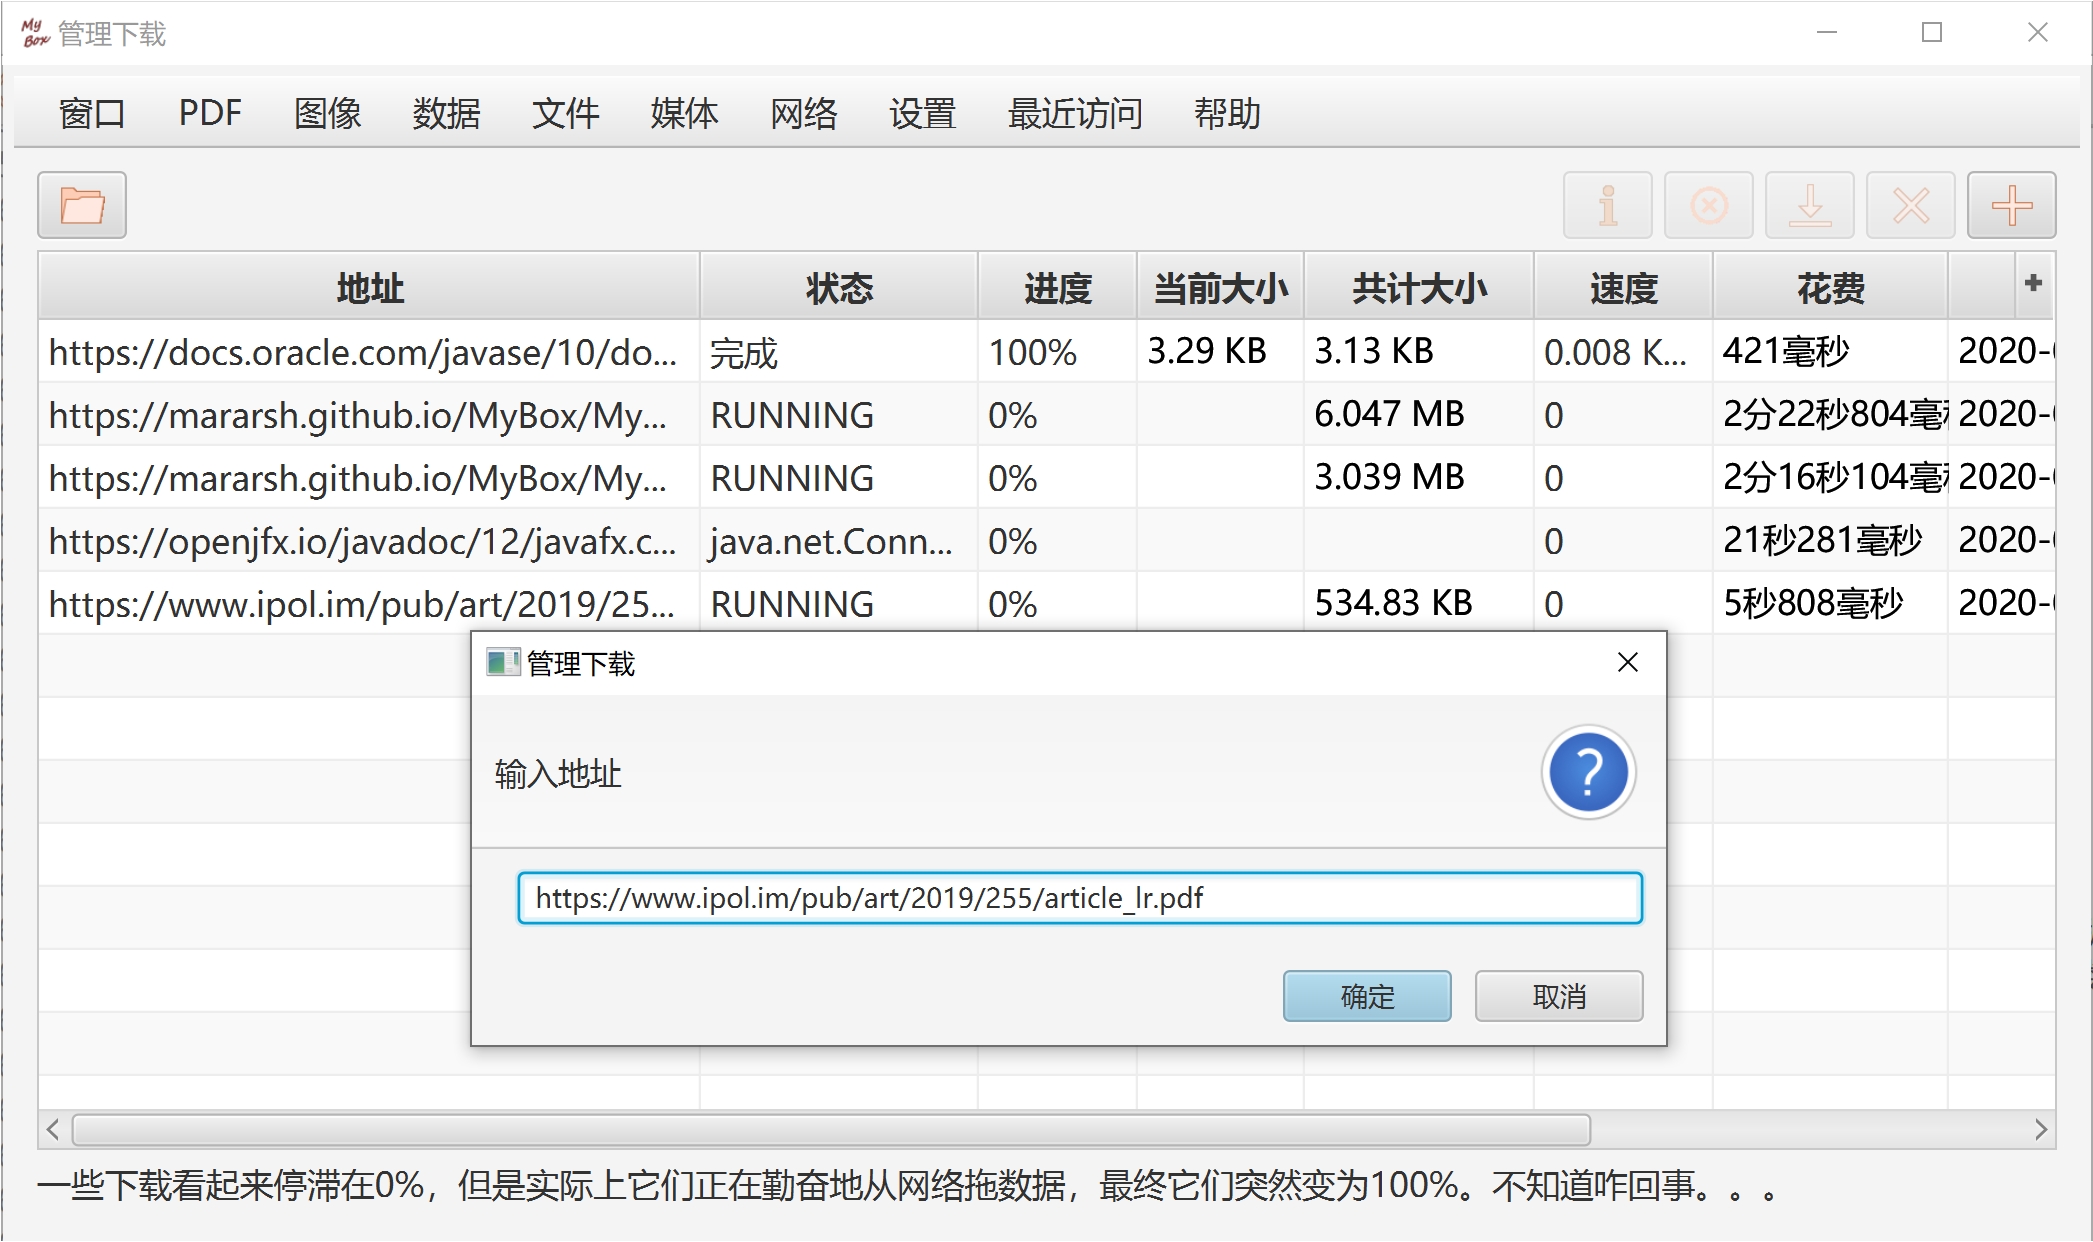 My Box 管理下载
窗口 PDF 图像 数据 文件 媒体 网络 设置 最近访问 帮助
地址 状态 进度 当前大小 共计大小 速度 花费
https://docs.oracle.com/javase/10/do... 完成 100% 3.29 KB 3.13 KB 0.008 K... 421毫秒 2020-
https://mararsh.github.io/MyBox/My... RUNNING 0% 6.047 MB 0 2分22秒804毫 2020-
https://mararsh.github.io/MyBox/My... RUNNING 0% 3.039 MB 0 2分16秒104毫 2020-
https://openjfx.io/javadoc/12/javafx.c... java.net.Conn... 0% 0 21秒281毫秒 2020-
https://www.ipol.im/pub/art/2019/25... RUNNING 0% 534.83 KB 0 5秒808毫秒 2020-
管理下载
输入地址
https://www.ipol.im/pub/art/2019/255/article_lr.pdf
确定 取消
一些下载看起来停滞在0%，但是实际上它们正在勤奋地从网络拖数据，最终它们突然变为100%。不知道咋回事。。。